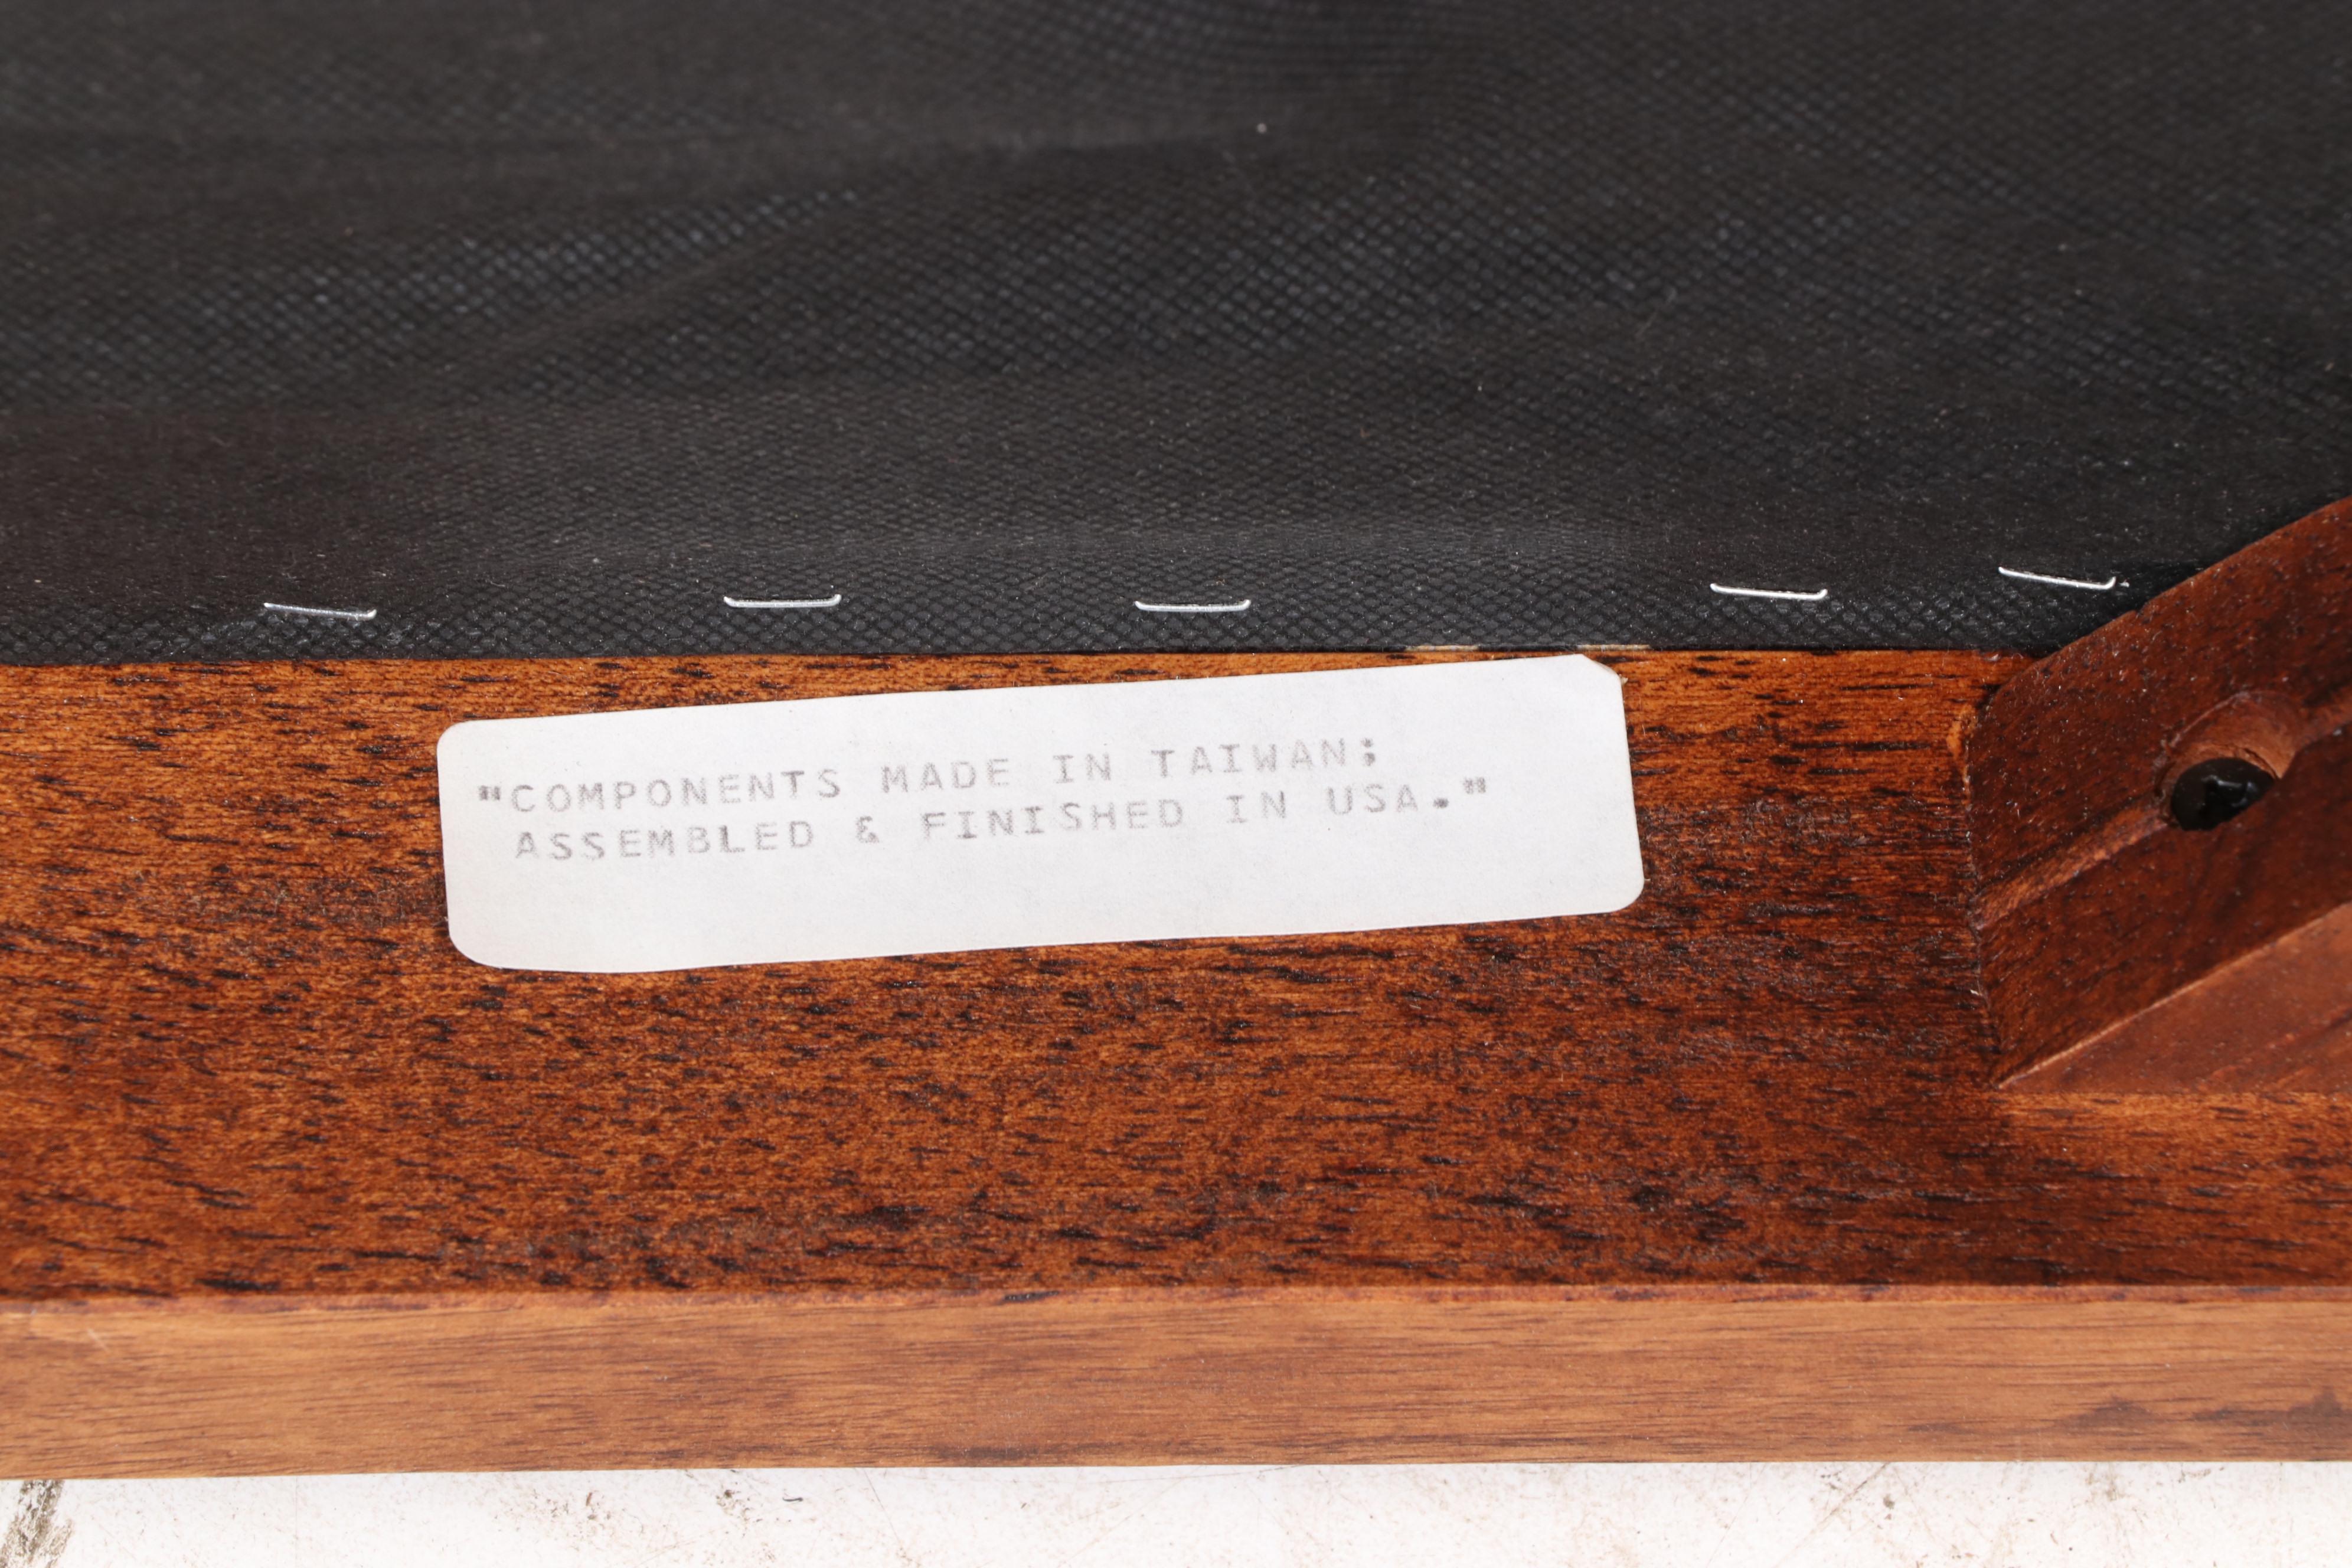 "COMPONENTS MADE IN TAIWAN;
ASSEMBLED & FINISHED IN USA."